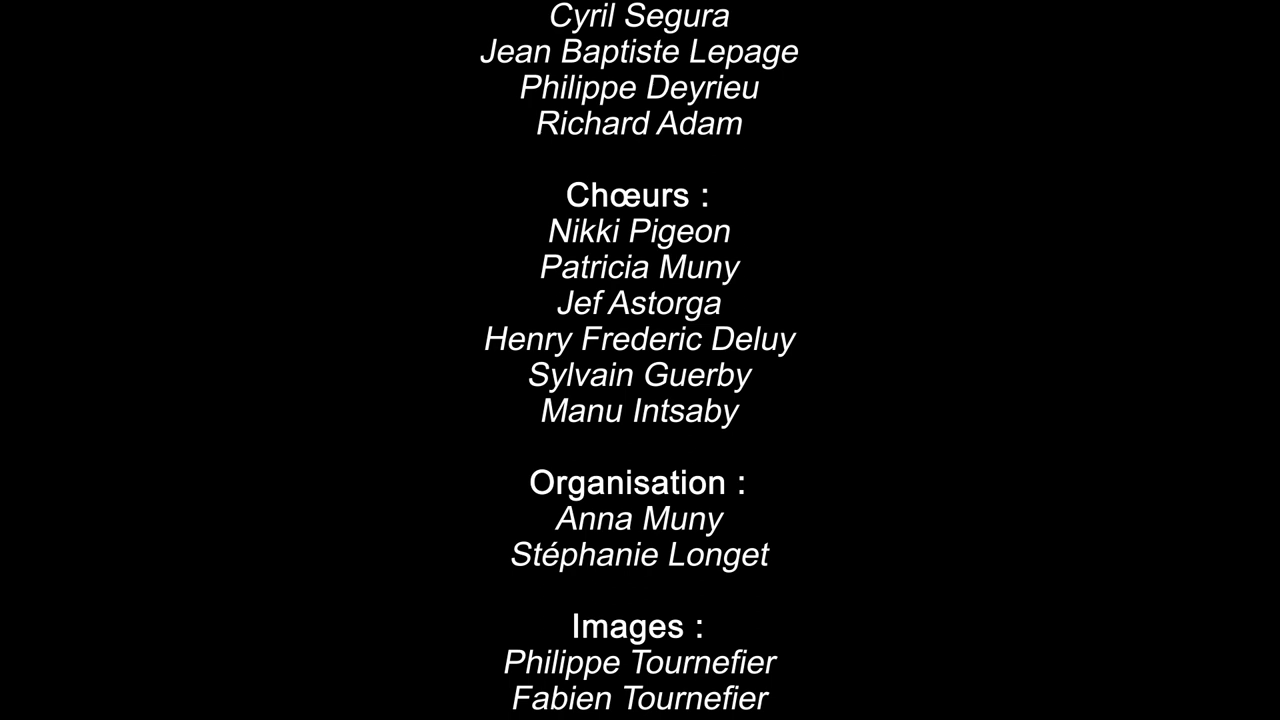 Cyril Segura
Jean Baptiste Lepage
Philippe Deyrieu
Richard Adam
Chœurs :
Nikki Pigeon
Patricia Muny
Jef Astorga
Henry Frederic Deluy
Sylvain Guerby
Manu Intsaby
Organisation :
Anna Muny
Stéphanie Longet
Images :
Philippe Tournefier
Fabien Tournefier